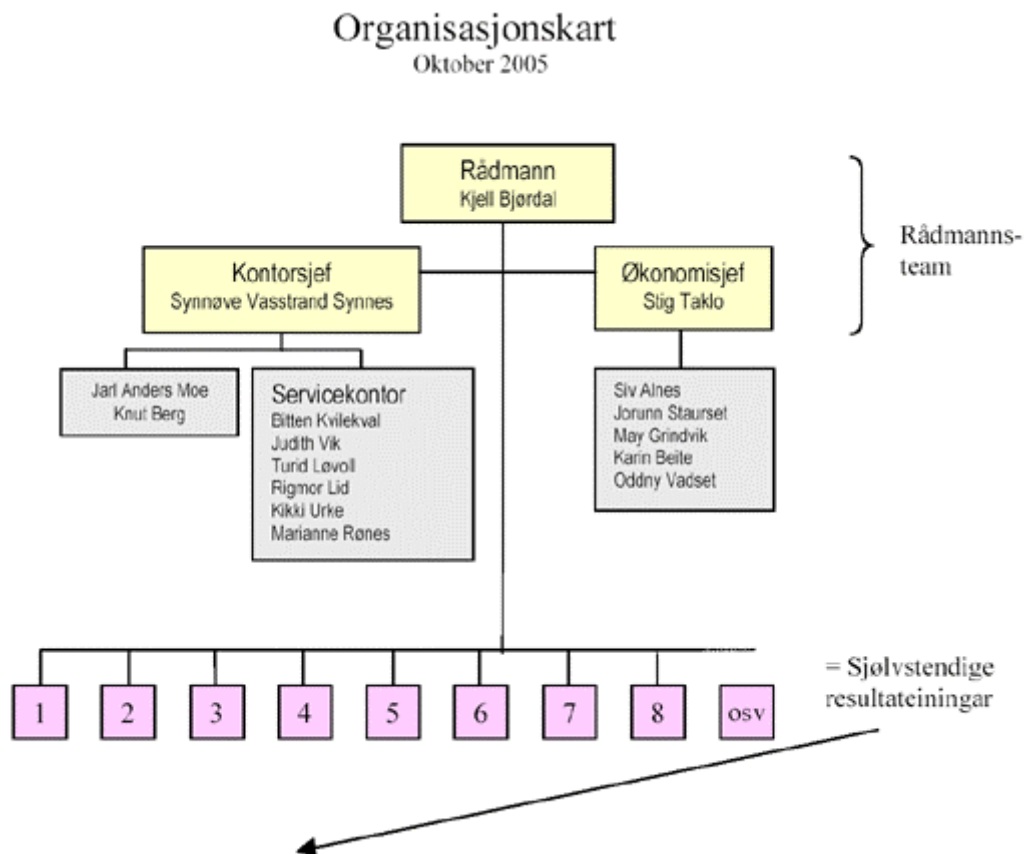 Organisasjonskart
Oktober 2005
Rådmann
Kjell Bjørdal
Rådmanns-
team
Kontorsjef
Synnøve Vasstrand Synnes
Økonomisjef
Stig Taklo
Jarl Anders Moe
Knut Berg
Servicekontor
Bitten Kvilekval
Judith Vik
Turid Løvoll
Rigmor Lid
Kikki Urke
Marianne Rønes
Siv Alnes
Jorunn Staurset
May Grindvik
Karin Beite
Oddny Vadset
= Sjølvstendige
resultateiningar
1 2 3 4 5 6 7 8 osv